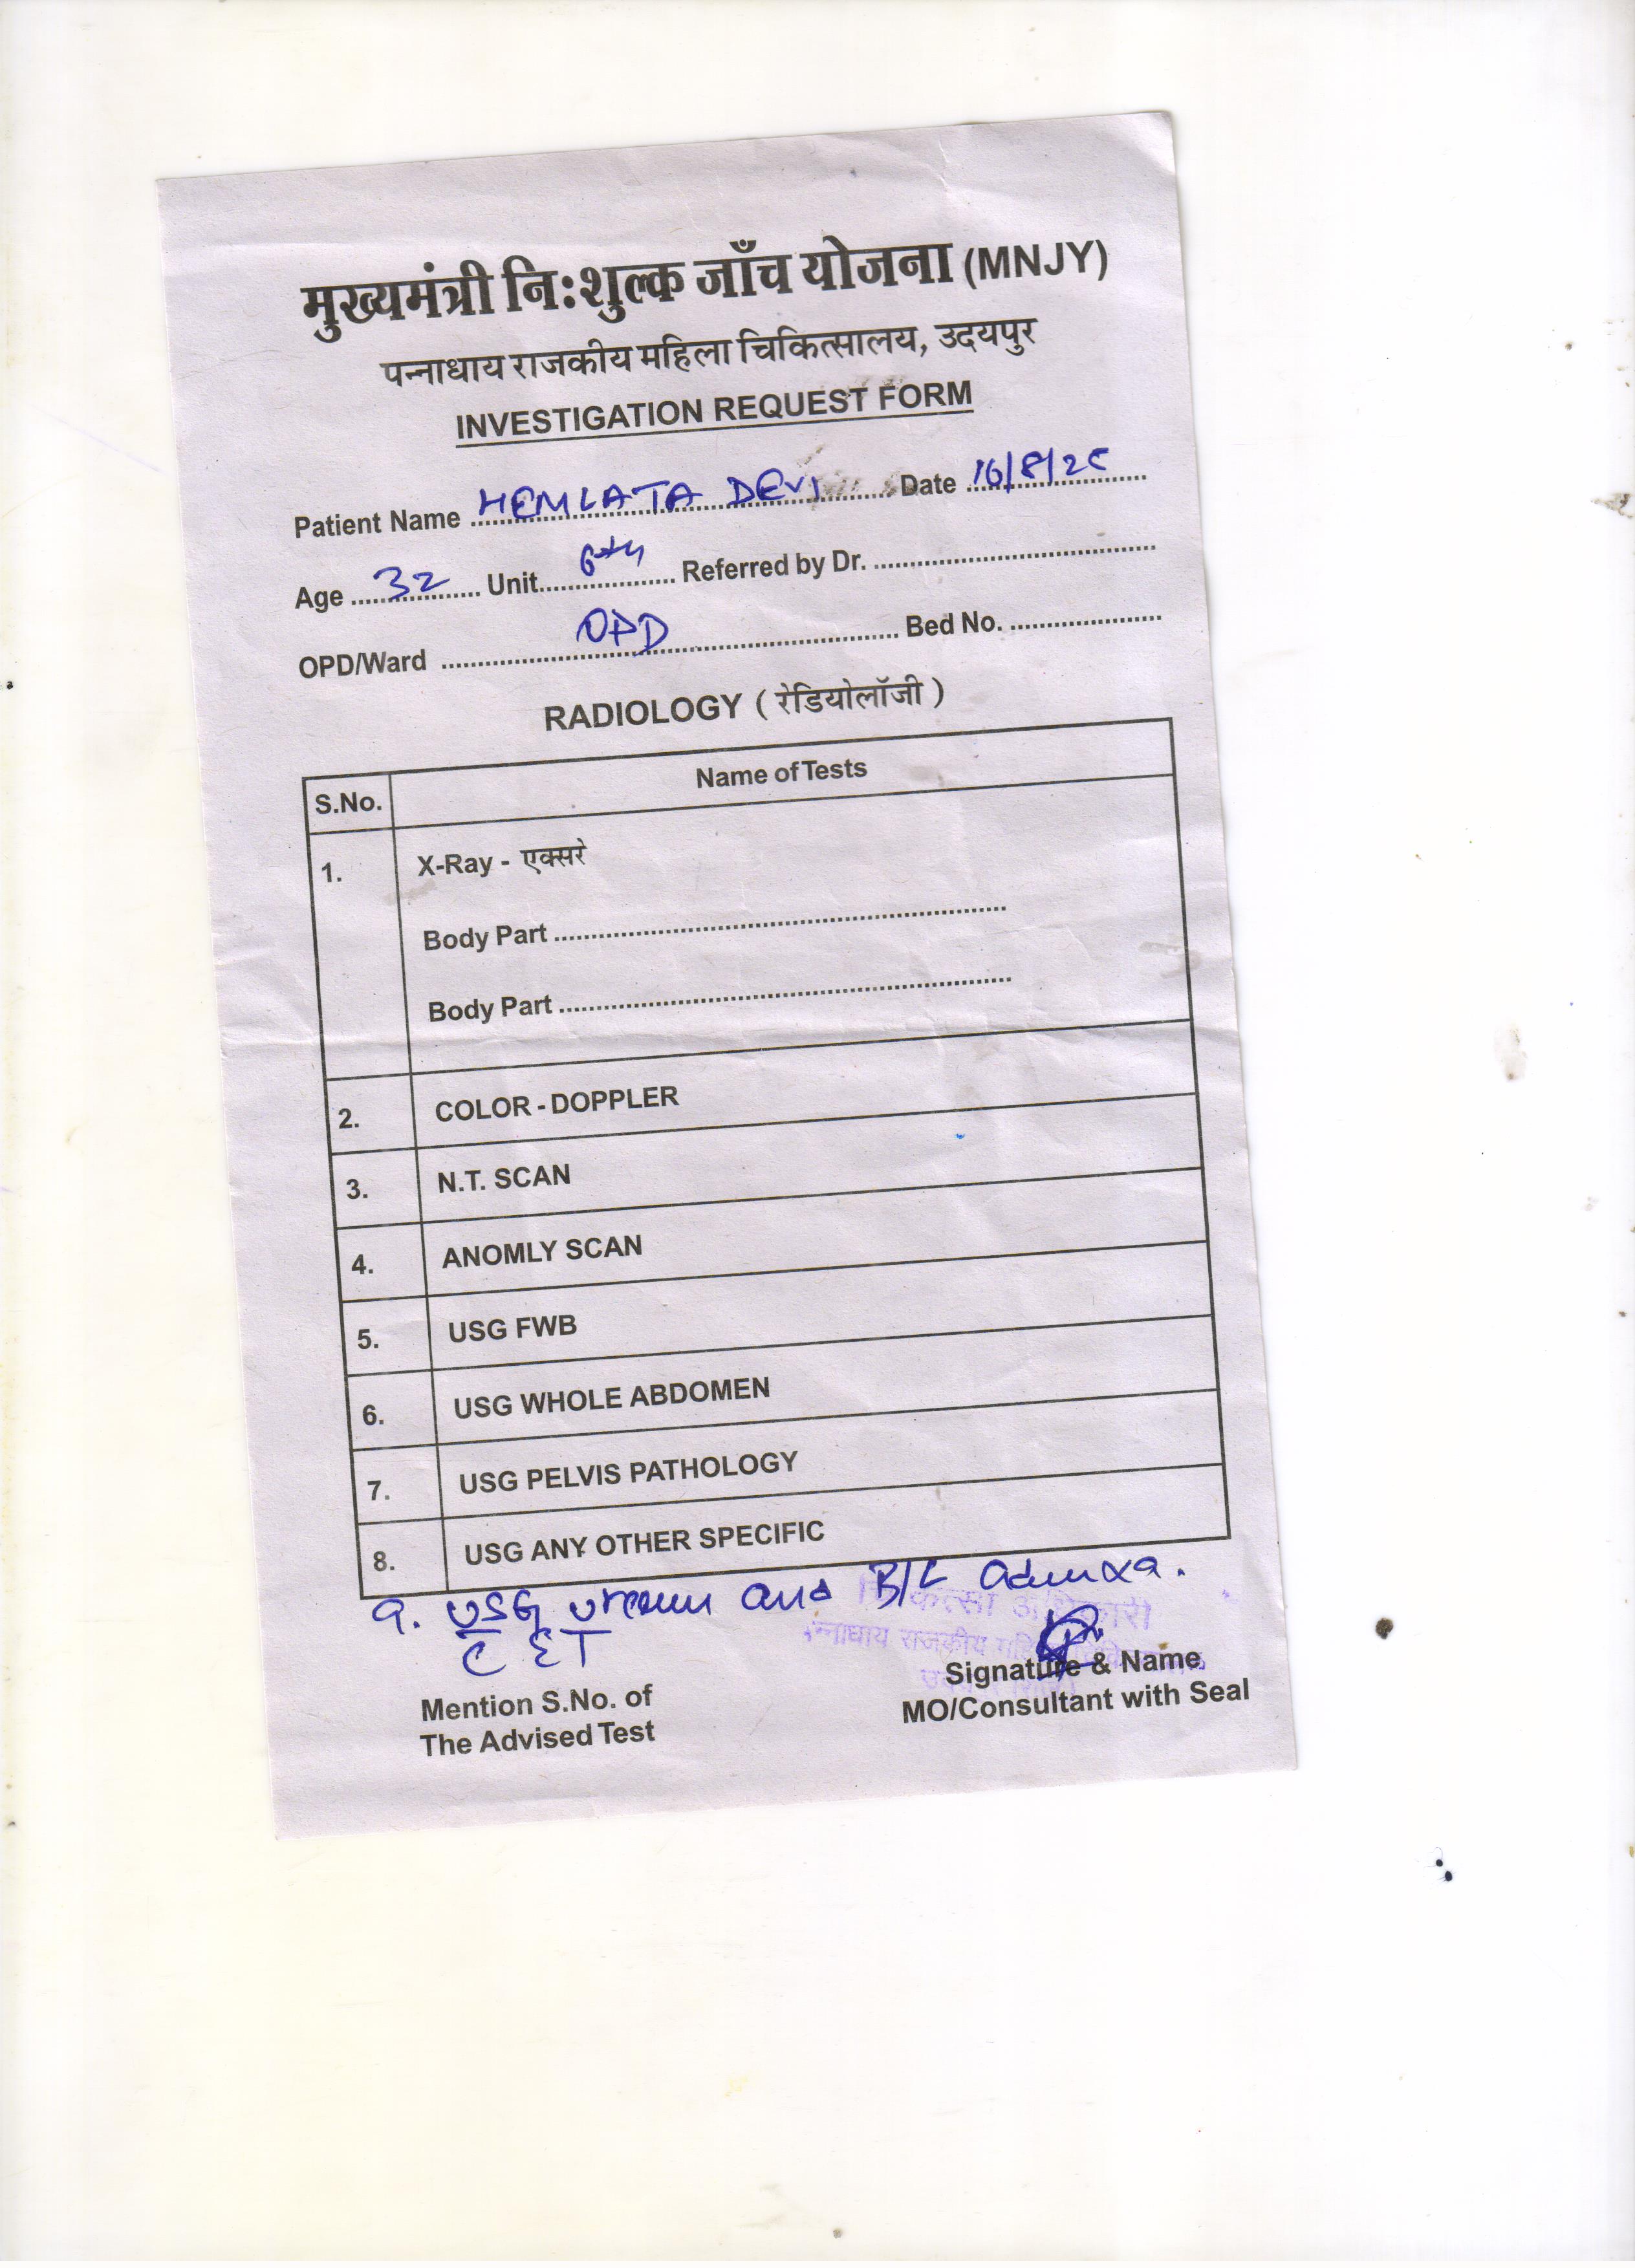 मुख्यमंत्री निःशुल्क जाँच योजना (MNJY)
पन्नाधाय राजकीय महिला चिकित्सालय, उदयपुर
INVESTIGATION REQUEST FORM
Patient Name HEMLATA DEVI Date 16/8/25
Age 32 Unit 6th Referred by Dr.
OPD/Ward OPD Bed No.
RADIOLOGY ( रेडियोलॉजी )
S.No. Name of Tests
1. X-Ray - एक्सरे
Body Part
Body Part
2. COLOR - DOPPLER
3. N.T. SCAN
4. ANOMLY SCAN
5. USG FWB
6. USG WHOLE ABDOMEN
7. USG PELVIS PATHOLOGY
8. USG ANY OTHER SPECIFIC
9. USG and B/L
चिकित्सा अधिकारी
पन्नाधाय राजकीय
C ET
Signature & Name
Mention S.No. of MO/Consultant with Seal
The Advised Test